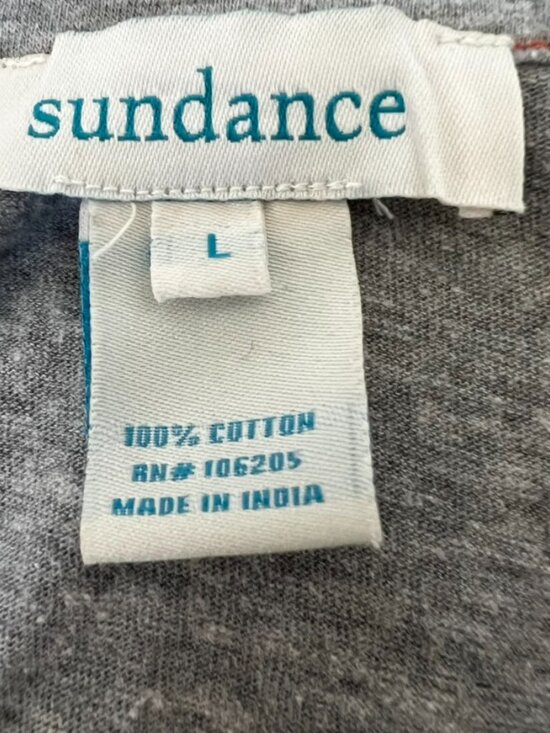 sundance
L
100% COTTON
RN# 106205
MADE IN INDIA